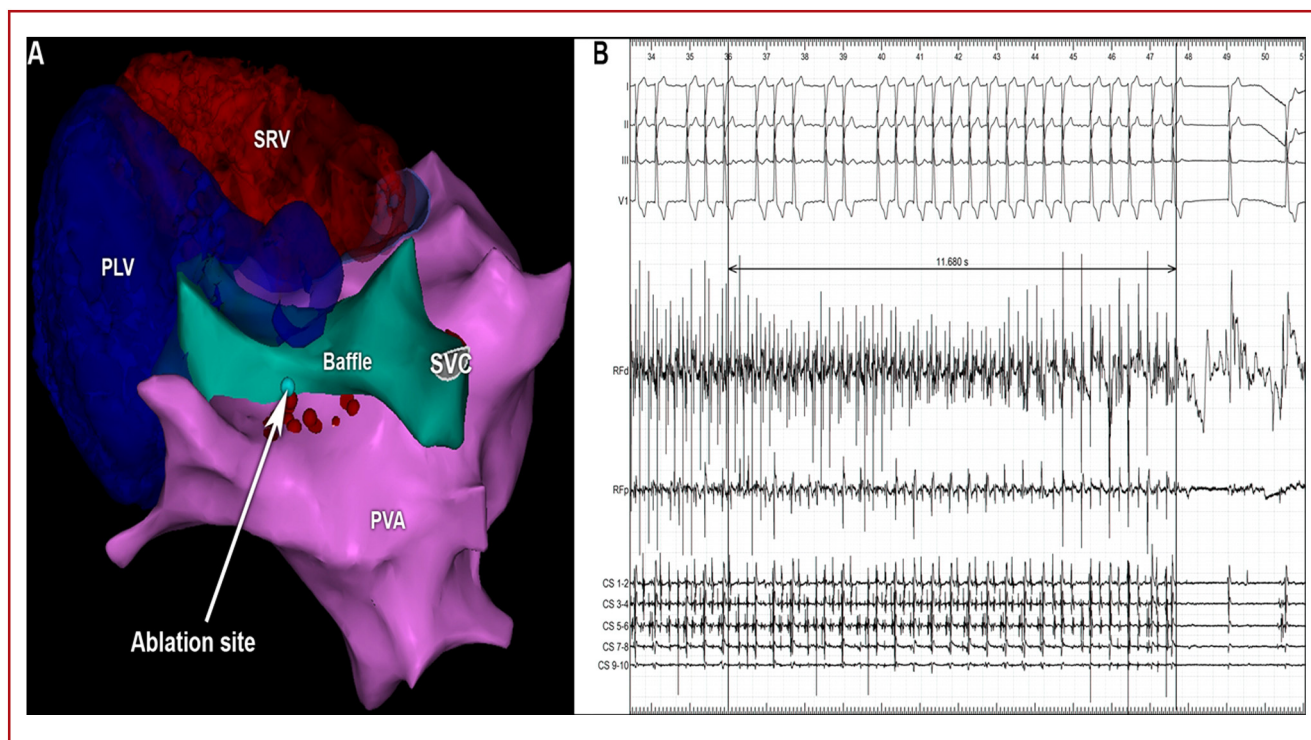 A
SRV
PLV
Baffle
SVC
PVA
Ablation site
B
34 35 36 37 38 39 40 41 42 43 44 45 46 47 48 49 50 51
I
II
III
V1
11.680 s
RFd
RFp
CS 1-2
CS 3-4
CS 5-6
CS 7-8
CS 9-10